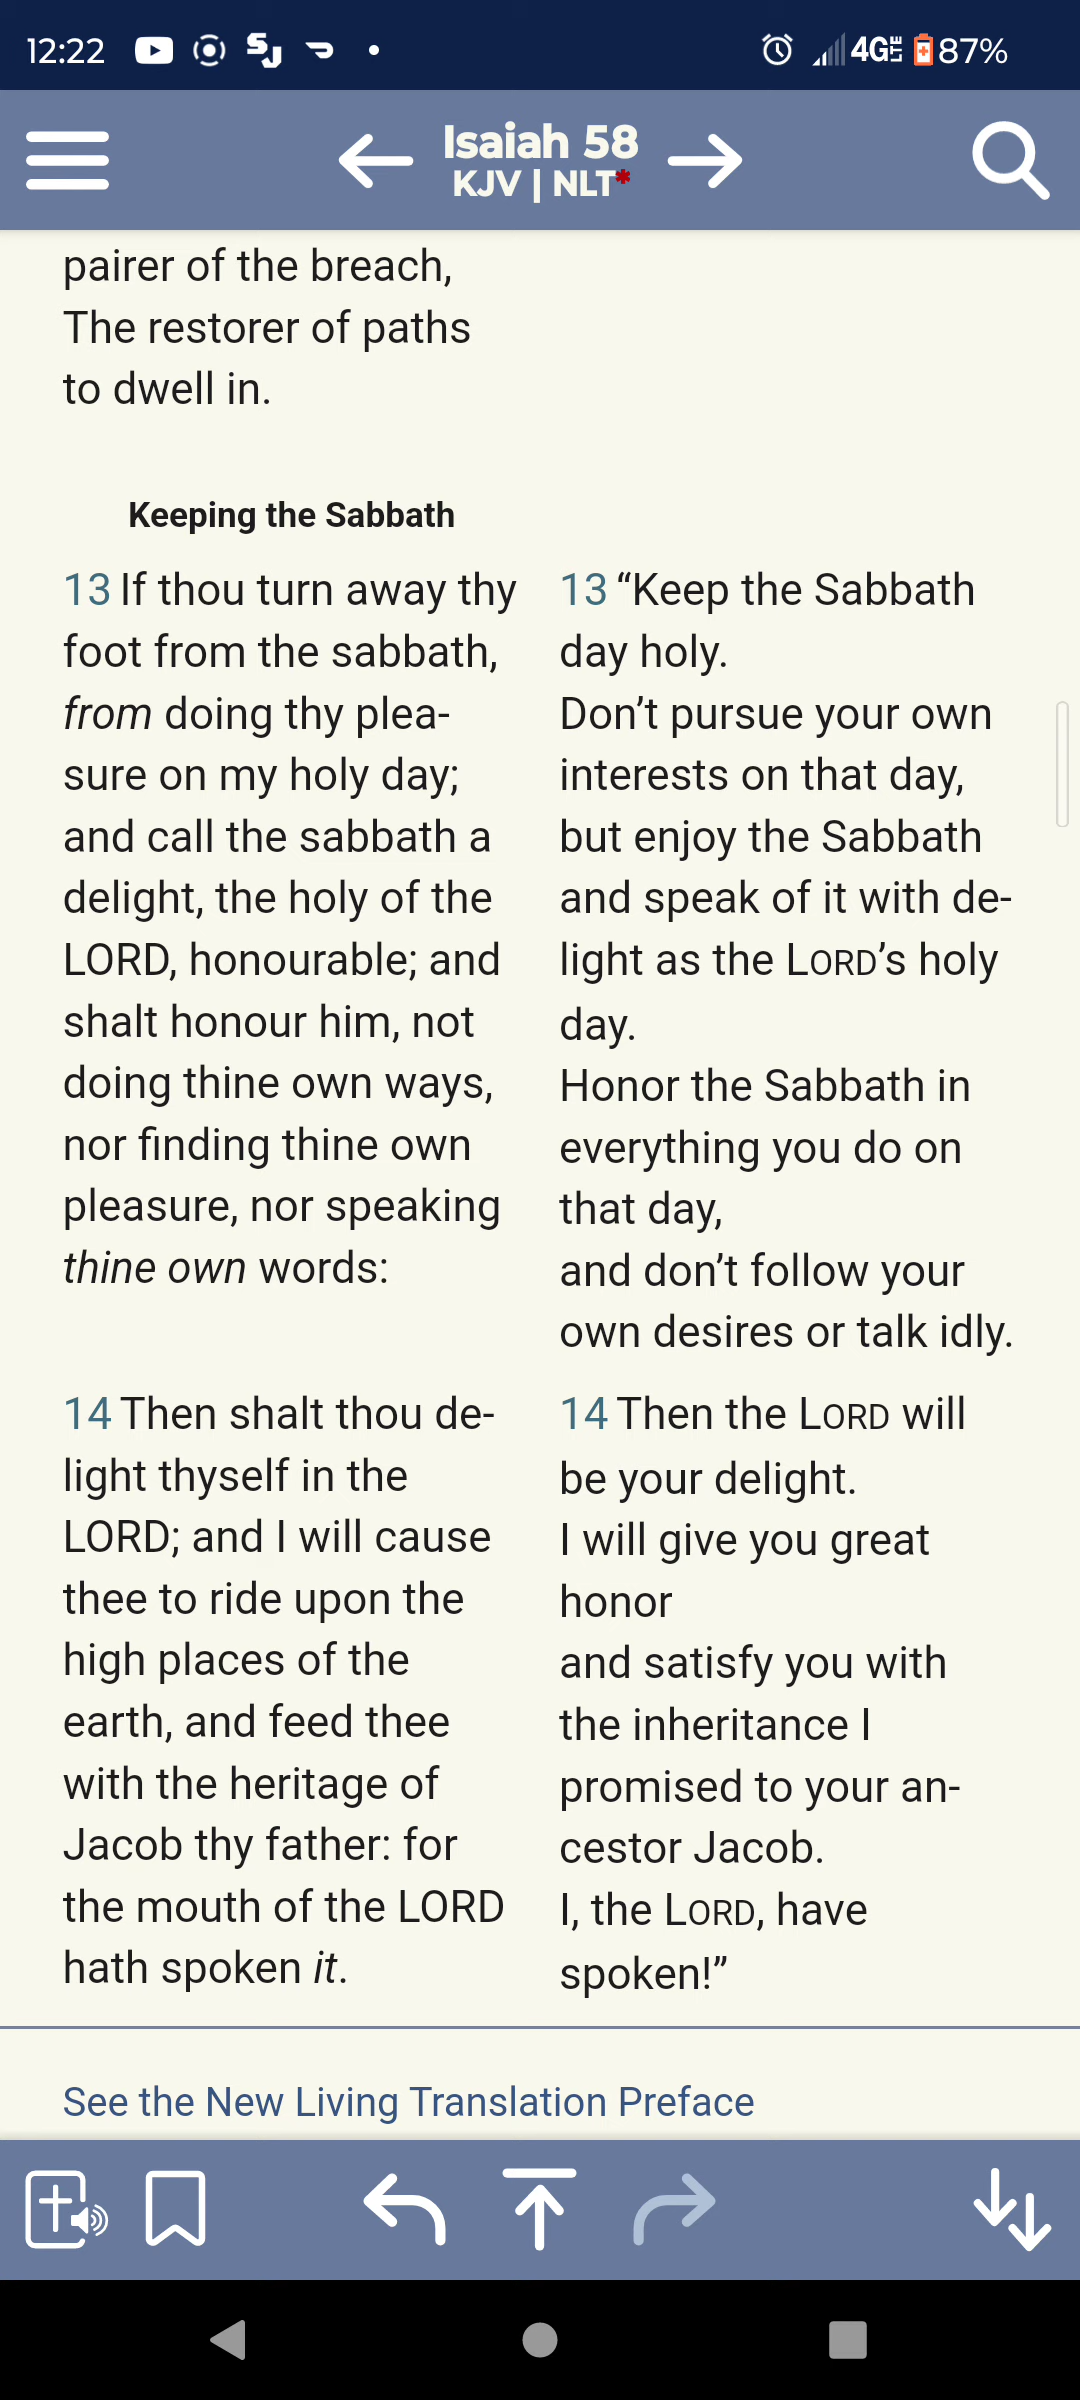 12:22
4G LTE 87%
Isaiah 58
KJV | NLT*
pairer of the breach,
The restorer of paths
to dwell in.
Keeping the Sabbath
13 If thou turn away thy
foot from the sabbath,
from doing thy plea-
sure on my holy day;
and call the sabbath a
delight, the holy of the
LORD, honourable; and
shalt honour him, not
doing thine own ways,
nor finding thine own
pleasure, nor speaking
thine own words:
14 Then shalt thou de-
light thyself in the
LORD; and I will cause
thee to ride upon the
high places of the
earth, and feed thee
with the heritage of
Jacob thy father: for
the mouth of the LORD
hath spoken it.
13 “Keep the Sabbath
day holy.
Don’t pursue your own
interests on that day,
but enjoy the Sabbath
and speak of it with de-
light as the LORD’s holy
day.
Honor the Sabbath in
everything you do on
that day,
and don’t follow your
own desires or talk idly.
14 Then the LORD will
be your delight.
I will give you great
honor
and satisfy you with
the inheritance I
promised to your an-
cestor Jacob.
I, the LORD, have
spoken!”
See the New Living Translation Preface